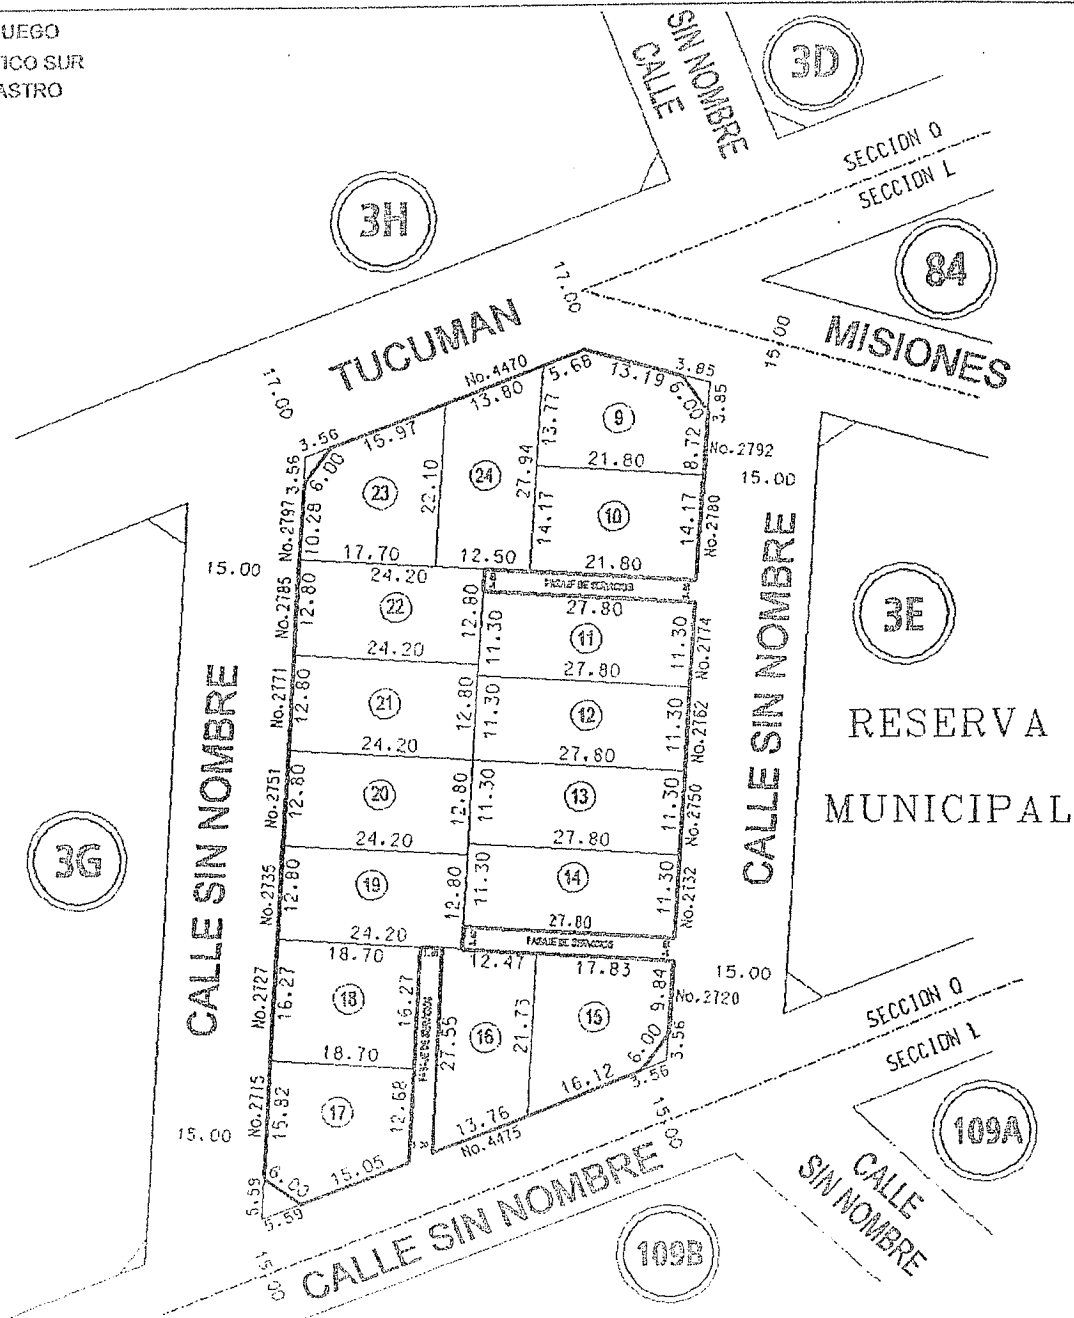 UEGO
TICO SUR
ASTRO
SIN NOMBRE
CALLE
3D
SECCION Q
SECCION L
3H
84
TUCUMAN
17.00
MISIONES
15.00
17.00
No.4470
13.80
5.68
13.19
3.85
6.00
3.85
3.56
15.97
3.56
6.00
13.77
9
8.72
No.2792
21.80
15.00
22.10
24
27.94
23
No.2797
10.28
14.17
10
14.17
No.2780
17.70
12.50
21.80
15.00
24.20
PASAJE DE SERVICIOS
27.80
No.2785
12.80
22
12.80
11.30
11
11.30
No.2774
24.20
27.80
3E
CALLE SIN NOMBRE
No.2771
12.80
21
12.80
11.30
12
11.30
No.2762
RESERVA
24.20
27.80
No.2751
12.80
20
12.80
11.30
13
11.30
No.2750
MUNICIPAL
CALLE SIN NOMBRE
24.20
27.80
3G
No.2735
12.80
19
12.80
11.30
14
11.30
No.2732
27.80
24.20
PASAJE DE SERVICIOS
18.70
12.47
17.83
15.00
No.2727
16.27
18
16.27
PASAJE DE SERVICIOS
27.55
16
21.73
15
9.84
No.2720
SECCION Q
SECCION L
18.70
6.00
3.56
3.56
16.12
No.2715
15.82
17
12.68
15.00
13.76
No.4475
15.00
15.05
6.00
5.59
5.59
109A
CALLE
SIN NOMBRE
CALLE SIN NOMBRE
15.00
109B